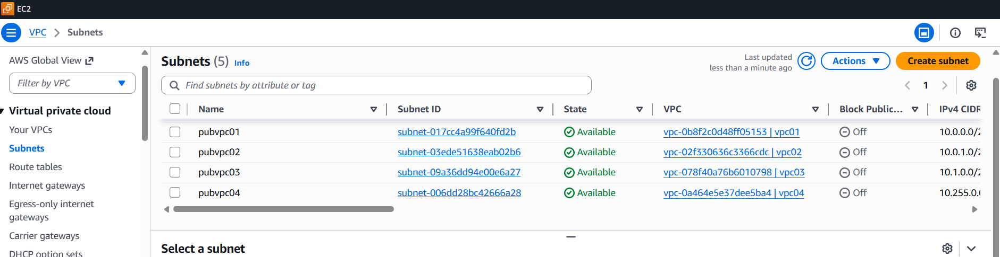 EC2
VPC > Subnets
AWS Global View
Filter by VPC
Virtual private cloud
Your VPCs
Subnets
Route tables
Internet gateways
Egress-only internet
gateways
Carrier gateways
DHCP option sets
Subnets (5) Info
Last updated
less than a minute ago
Actions
Create subnet
Find subnets by attribute or tag
1
Name Subnet ID State VPC Block Public... IPv4 CIDR
pubvpc01 subnet-017cc4a99f640fd2b Available vpc-0b8f2c0d48ff05153 | vpc01 Off 10.0.0.0/2
pubvpc02 subnet-03ede51638eab02b6 Available vpc-02f330636c3366cdc | vpc02 Off 10.0.1.0/2
pubvpc03 subnet-09a36dd94e00e6a27 Available vpc-078f40a76b6010798 | vpc03 Off 10.1.0.0/2
pubvpc04 subnet-006dd28bc42666a28 Available vpc-0a464e5e37dee5ba4 | vpc04 Off 10.255.0.0
Select a subnet